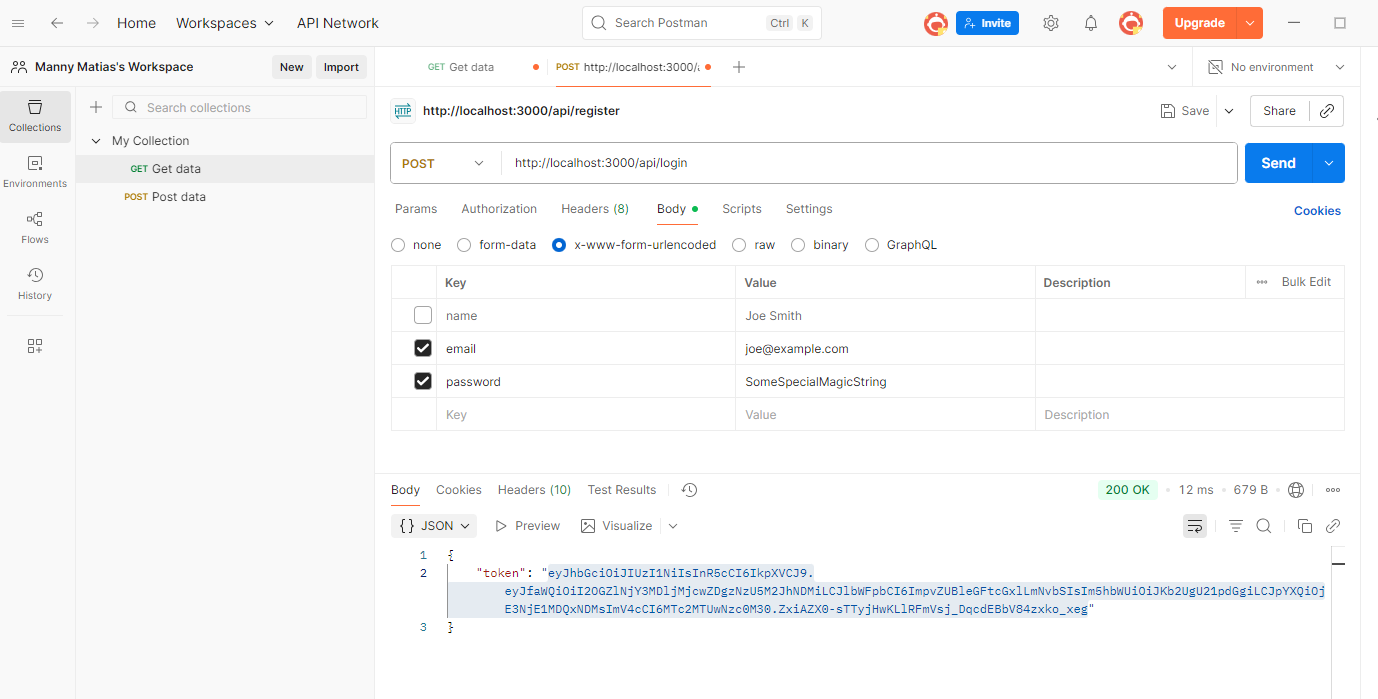 Home Workspaces API Network Search Postman Ctrl K Invite Upgrade
Manny Matias's Workspace New Import GET Get data POST http://localhost:3000/a No environment
Collections
Environments
Flows
History
Search collections
My Collection
GET Get data
POST Post data
HTTP http://localhost:3000/api/register Save Share
POST http://localhost:3000/api/login Send
Params Authorization Headers (8) Body Scripts Settings Cookies
none form-data x-www-form-urlencoded raw binary GraphQL
Key Value Description Bulk Edit
name Joe Smith
email joe@example.com
password SomeSpecialMagicString
Key Value Description
Body Cookies Headers (10) Test Results 200 OK 12 ms 679 B
{} JSON Preview Visualize
1 {
2 "token": "eyJhbGciOiJIUzI1NiIsInR5cCI6IkpXVCJ9.
eyJfaWQiOiI2OGZlNjY3MDljMjcwZDgzNzU5M2JhNDMiLCJlbWFpbCI6ImpvZUBleGFtcGxlLmNvbSIsIm5hbWUiOiJKb2UgU21pdGgiLCJpYXQiOj
E3NjE1MDQxNDMsImV4cCI6MTc2MTUwNzc0M30.ZxiAZX0-sTTyjHwKLlRFmVsj_DqcdEBbV84zxko_xeg"
3 }